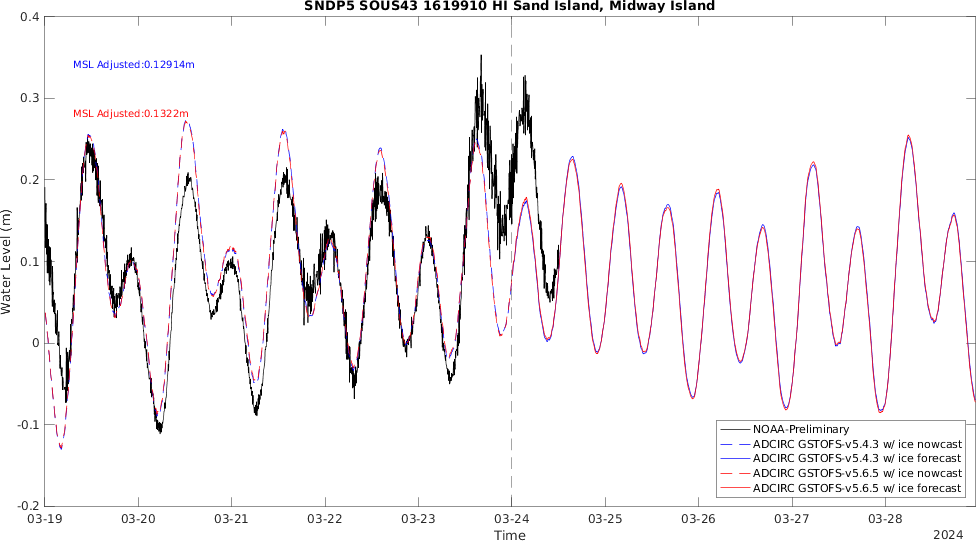 SNDP5 SOUS43 1619910 HI Sand Island, Midway Island
0.4
MSL Adjusted:0.12914m
0.3
MSL Adjusted:0.1322m
0.2
Water Level (m)
0.1
0
-0.1
NOAA-Preliminary
ADCIRC GSTOFS-v5.4.3 w/ ice nowcast
ADCIRC GSTOFS-v5.4.3 w/ ice forecast
ADCIRC GSTOFS-v5.6.5 w/ ice nowcast
ADCIRC GSTOFS-v5.6.5 w/ ice forecast
-0.2
03-19 03-20 03-21 03-22 03-23 03-24 03-25 03-26 03-27 03-28
Time
2024